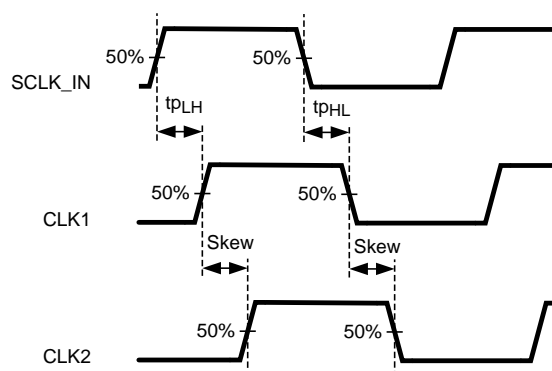 50% 50%
SCLK_IN
tpLH tpHL
50% 50%
CLK1
Skew Skew
50% 50%
CLK2